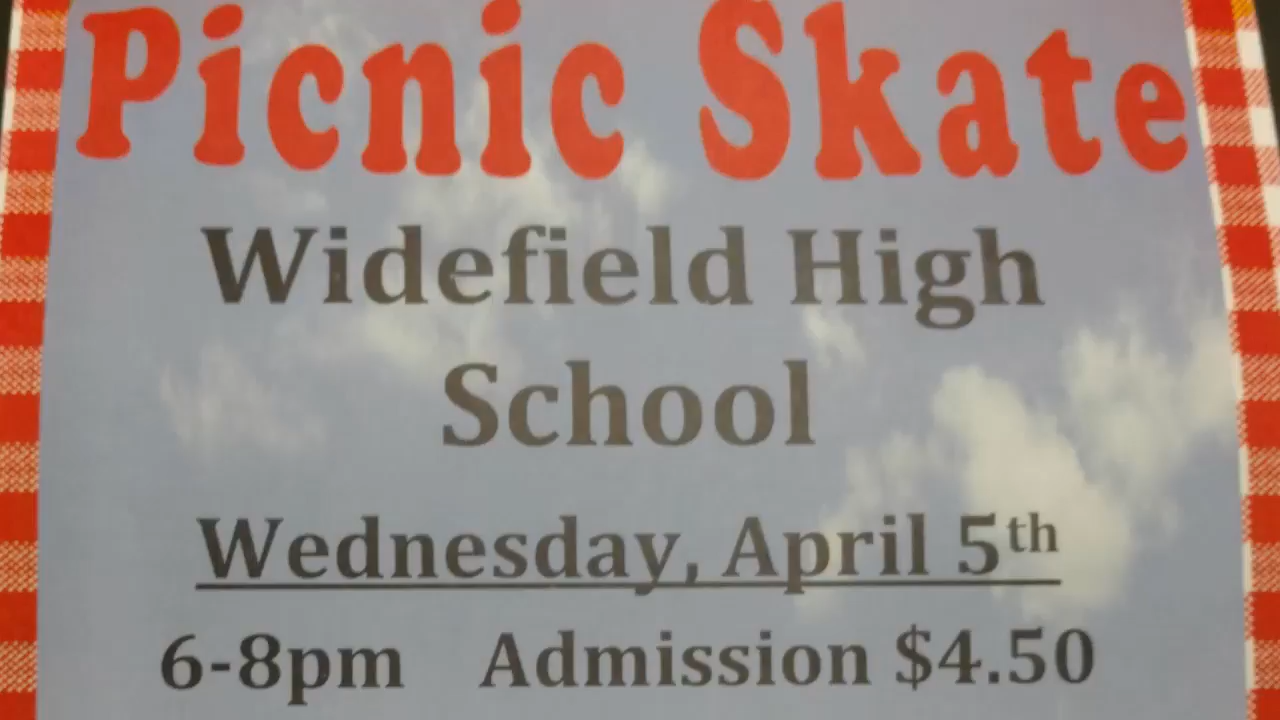 Picnic Skate
Widefield High
School
Wednesday, April 5th
6-8pm Admission $4.50